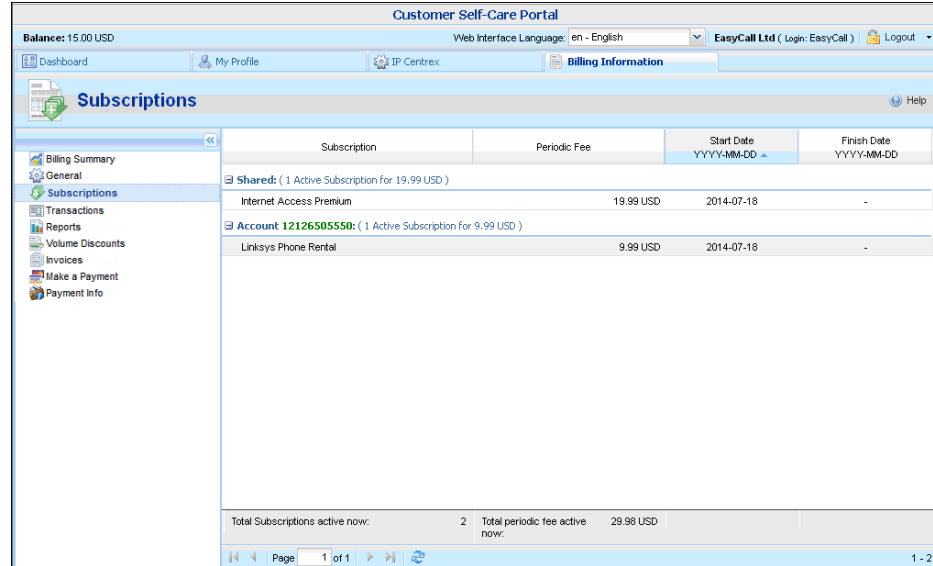 Customer Self-Care Portal
Balance: 15.00 USD Web Interface Language: en - English EasyCall Ltd ( Login: EasyCall ) Logout
Dashboard My Profile IP Centrex Billing Information
Subscriptions Help
Billing Summary
General
Subscriptions
Transactions
Reports
Volume Discounts
Invoices
Make a Payment
Payment Info
Subscription Periodic Fee Start Date Finish Date
YYYY-MM-DD YYYY-MM-DD
Shared: ( 1 Active Subscription for 19.99 USD )
Internet Access Premium 19.99 USD 2014-07-18 -
Account 12126505550: ( 1 Active Subscription for 9.99 USD )
Linksys Phone Rental 9.99 USD 2014-07-18 -
Total Subscriptions active now: 2 Total periodic fee active 29.98 USD
now:
Page 1 of 1 1 - 2